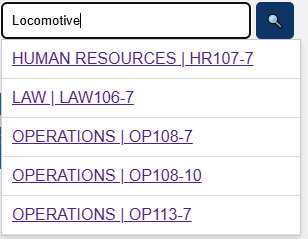 Locomotive
HUMAN RESOURCES | HR107-7
LAW | LAW106-7
OPERATIONS | OP108-7
OPERATIONS | OP108-10
OPERATIONS | OP113-7